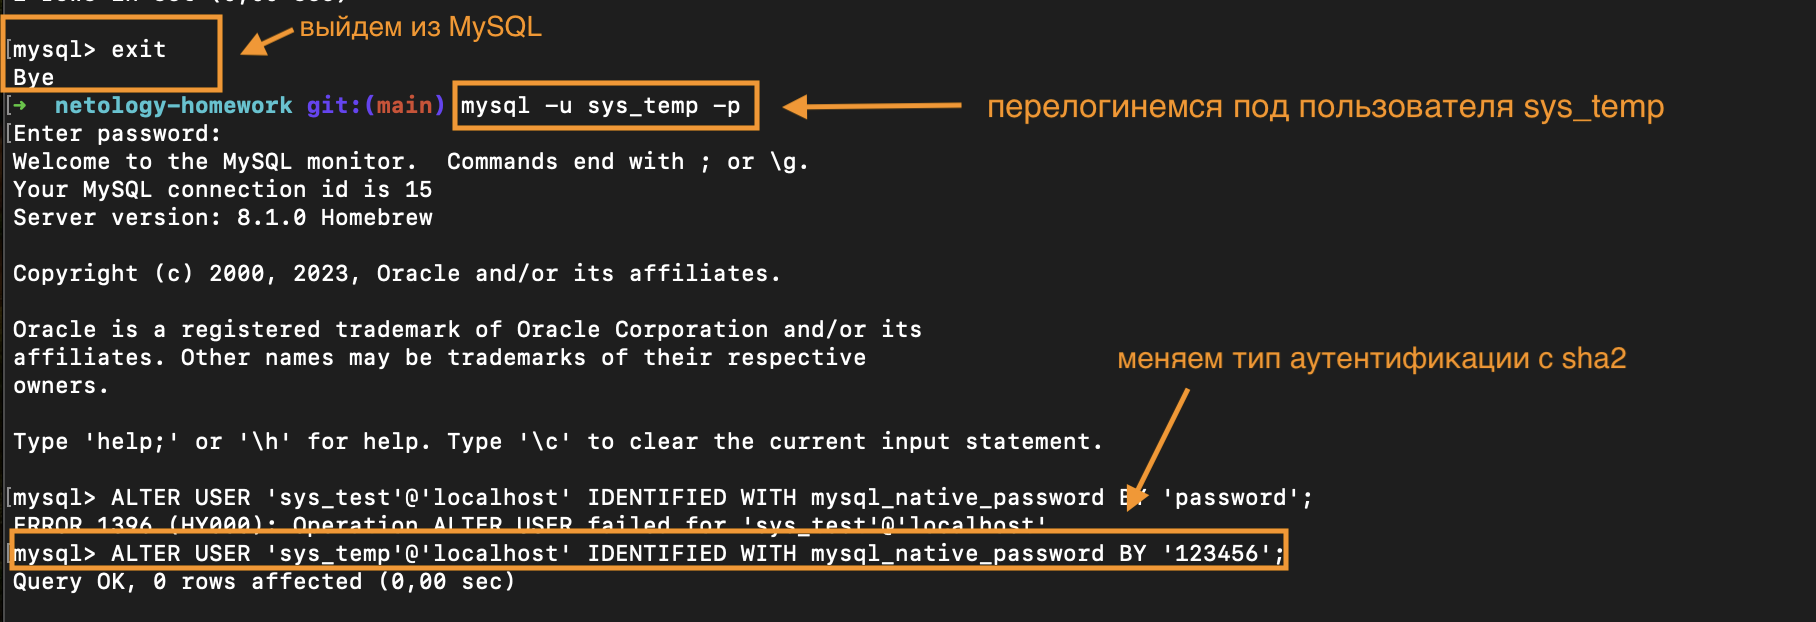 выйдем из MySQL
mysql> exit
Bye
→ netology-homework git:(main) mysql -u sys_temp -p
перелогинемся под пользователя sys_temp
Enter password:
Welcome to the MySQL monitor.  Commands end with ; or \g.
Your MySQL connection id is 15
Server version: 8.1.0 Homebrew
Copyright (c) 2000, 2023, Oracle and/or its affiliates.
Oracle is a registered trademark of Oracle Corporation and/or its
affiliates. Other names may be trademarks of their respective
owners.
меняем тип аутентификации с sha2
Type 'help;' or '\h' for help. Type '\c' to clear the current input statement.
mysql> ALTER USER 'sys_test'@'localhost' IDENTIFIED WITH mysql_native_password BY 'password';
ERROR 1396 (HY000): Operation ALTER USER failed for 'sys_test'@'localhost'
mysql> ALTER USER 'sys_temp'@'localhost' IDENTIFIED WITH mysql_native_password BY '123456';
Query OK, 0 rows affected (0,00 sec)